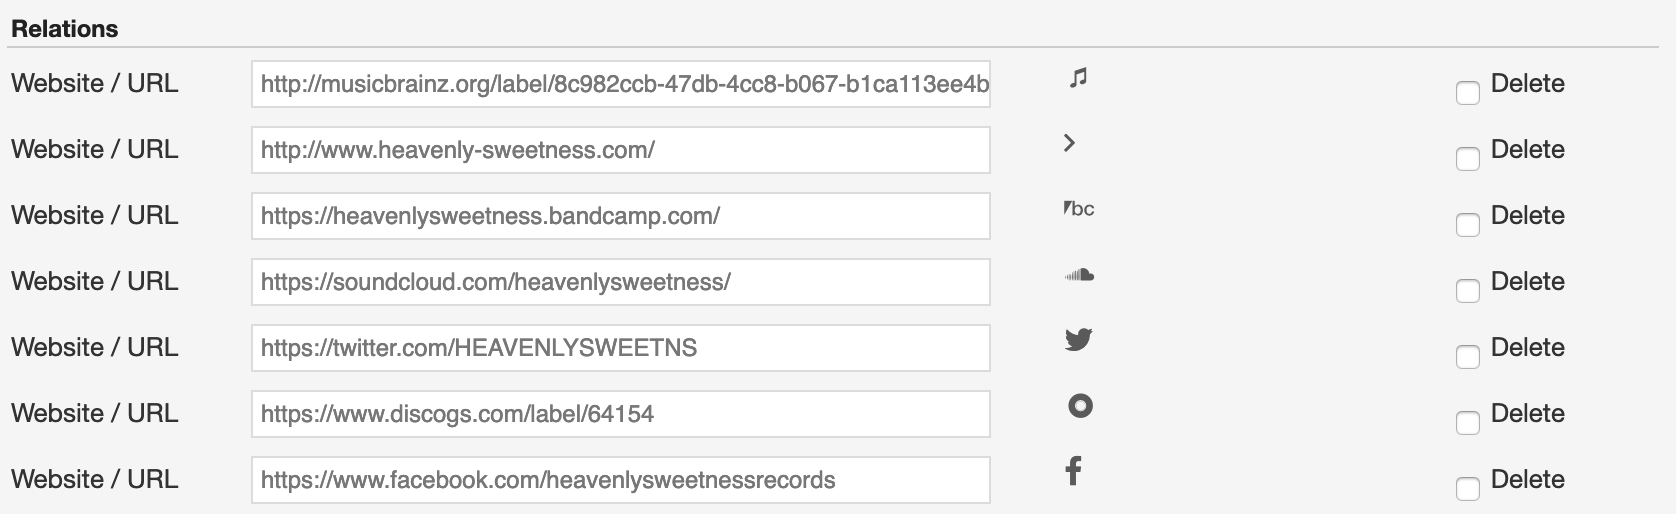 Relations
Website / URL http://musicbrainz.org/label/8c982ccb-47db-4cc8-b067-b1ca113ee4b Delete
Website / URL http://www.heavenly-sweetness.com/ Delete
Website / URL https://heavenlysweetness.bandcamp.com/ bc Delete
Website / URL https://soundcloud.com/heavenlysweetness/ Delete
Website / URL https://twitter.com/HEAVENLYSWEETNS Delete
Website / URL https://www.discogs.com/label/64154 Delete
Website / URL https://www.facebook.com/heavenlysweetnessrecords Delete